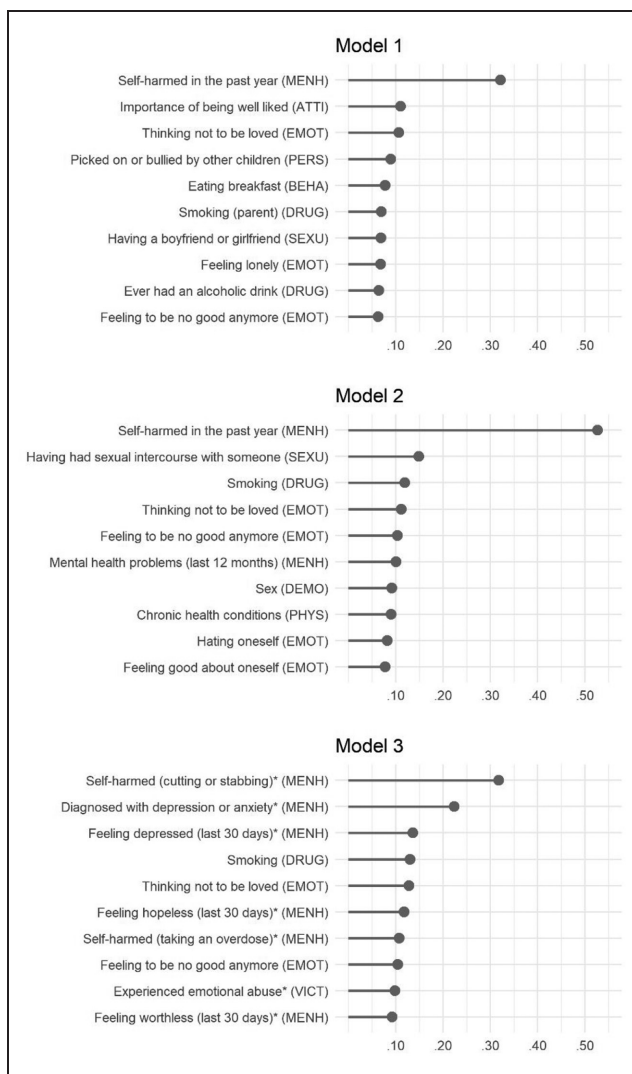 Model 1
Self-harmed in the past year (MENH)
Importance of being well liked (ATTI)
Thinking not to be loved (EMOT)
Picked on or bullied by other children (PERS)
Eating breakfast (BEHA)
Smoking (parent) (DRUG)
Having a boyfriend or girlfriend (SEXU)
Feeling lonely (EMOT)
Ever had an alcoholic drink (DRUG)
Feeling to be no good anymore (EMOT)
.10 .20 .30 .40 .50
Model 2
Self-harmed in the past year (MENH)
Having had sexual intercourse with someone (SEXU)
Smoking (DRUG)
Thinking not to be loved (EMOT)
Feeling to be no good anymore (EMOT)
Mental health problems (last 12 months) (MENH)
Sex (DEMO)
Chronic health conditions (PHYS)
Hating oneself (EMOT)
Feeling good about oneself (EMOT)
.10 .20 .30 .40 .50
Model 3
Self-harmed (cutting or stabbing)* (MENH)
Diagnosed with depression or anxiety* (MENH)
Feeling depressed (last 30 days)* (MENH)
Smoking (DRUG)
Thinking not to be loved (EMOT)
Feeling hopeless (last 30 days)* (MENH)
Self-harmed (taking an overdose)* (MENH)
Feeling to be no good anymore (EMOT)
Experienced emotional abuse* (VICT)
Feeling worthless (last 30 days)* (MENH)
.10 .20 .30 .40 .50